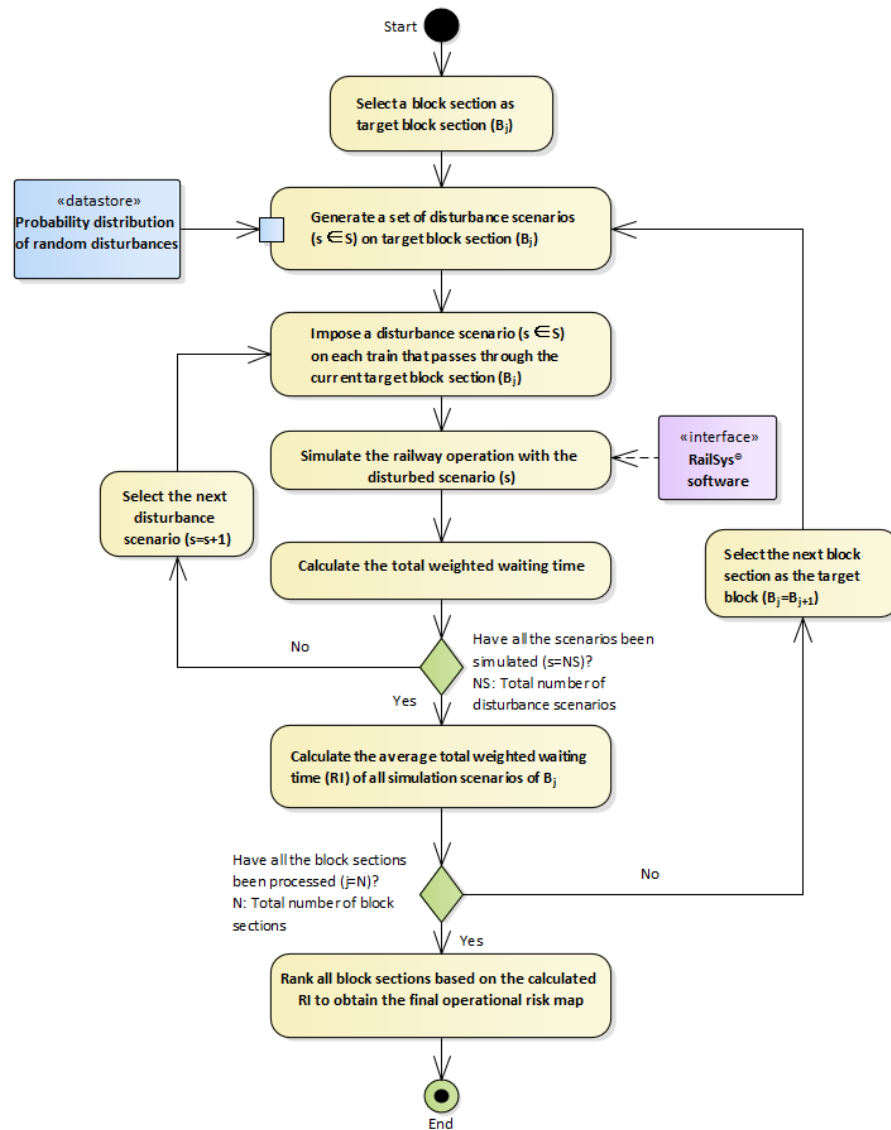 Start
Select a block section as
target block section (Bj)
«datastore»
Probability distribution
of random disturbances
Generate a set of disturbance scenarios
(s ∈ S) on target block section (Bj)
Impose a disturbance scenario (s ∈ S)
on each train that passes through the
current target block section (Bj)
Simulate the railway operation with the
disturbed scenario (s)
«interface»
RailSys©
software
Select the next
disturbance
scenario (s=s+1)
Calculate the total weighted waiting time
Select the next block
section as the target
block (Bj=Bj+1)
No
Have all the scenarios been
simulated (s=NS)?
NS: Total number of
disturbance scenarios
Yes
Calculate the average total weighted waiting
time (RI) of all simulation scenarios of Bj
Have all the block sections
been processed (j=N)?
N: Total number of block
sections
No
Yes
Rank all block sections based on the calculated
RI to obtain the final operational risk map
End